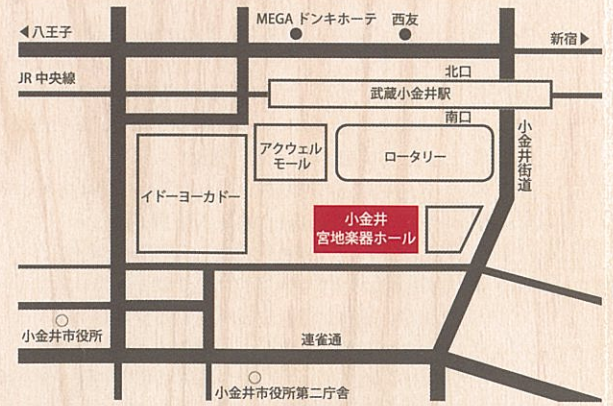 MEGA ドンキホーテ
西友
◀八王子
新宿▶
JR 中央線
北口
武蔵小金井駅
南口
小金井街道
アクウェル
モール
ロータリー
イドーヨーカドー
小金井
宮地楽器ホール
小金井市役所
連雀通
小金井市役所第二庁舎